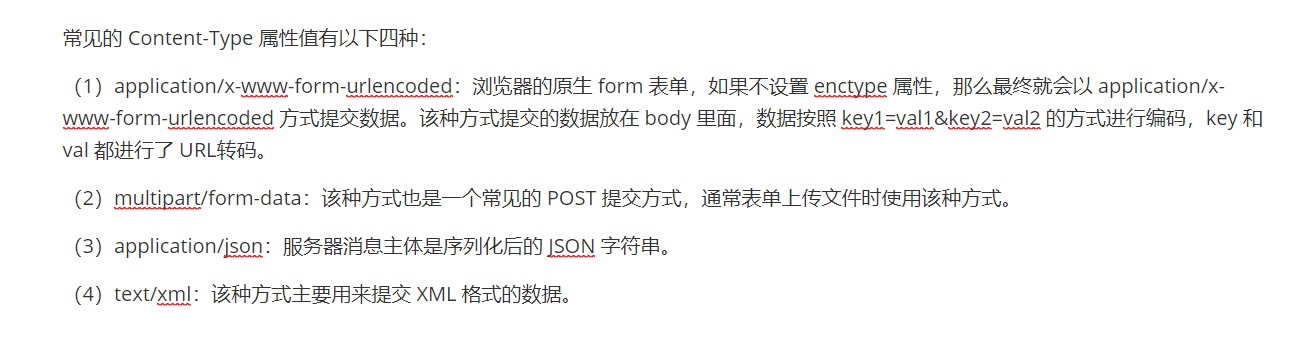 常见的 Content-Type 属性值有以下四种：
（1）application/x-www-form-urlencoded：浏览器的原生 form 表单，如果不设置 enctype 属性，那么最终就会以 application/x-
www-form-urlencoded 方式提交数据。该种方式提交的数据放在 body 里面，数据按照 key1=val1&key2=val2 的方式进行编码，key 和
val 都进行了 URL转码。
（2）multipart/form-data：该种方式也是一个常见的 POST 提交方式，通常表单上传文件时使用该种方式。
（3）application/json：服务器消息主体是序列化后的 JSON 字符串。
（4）text/xml：该种方式主要用来提交 XML 格式的数据。